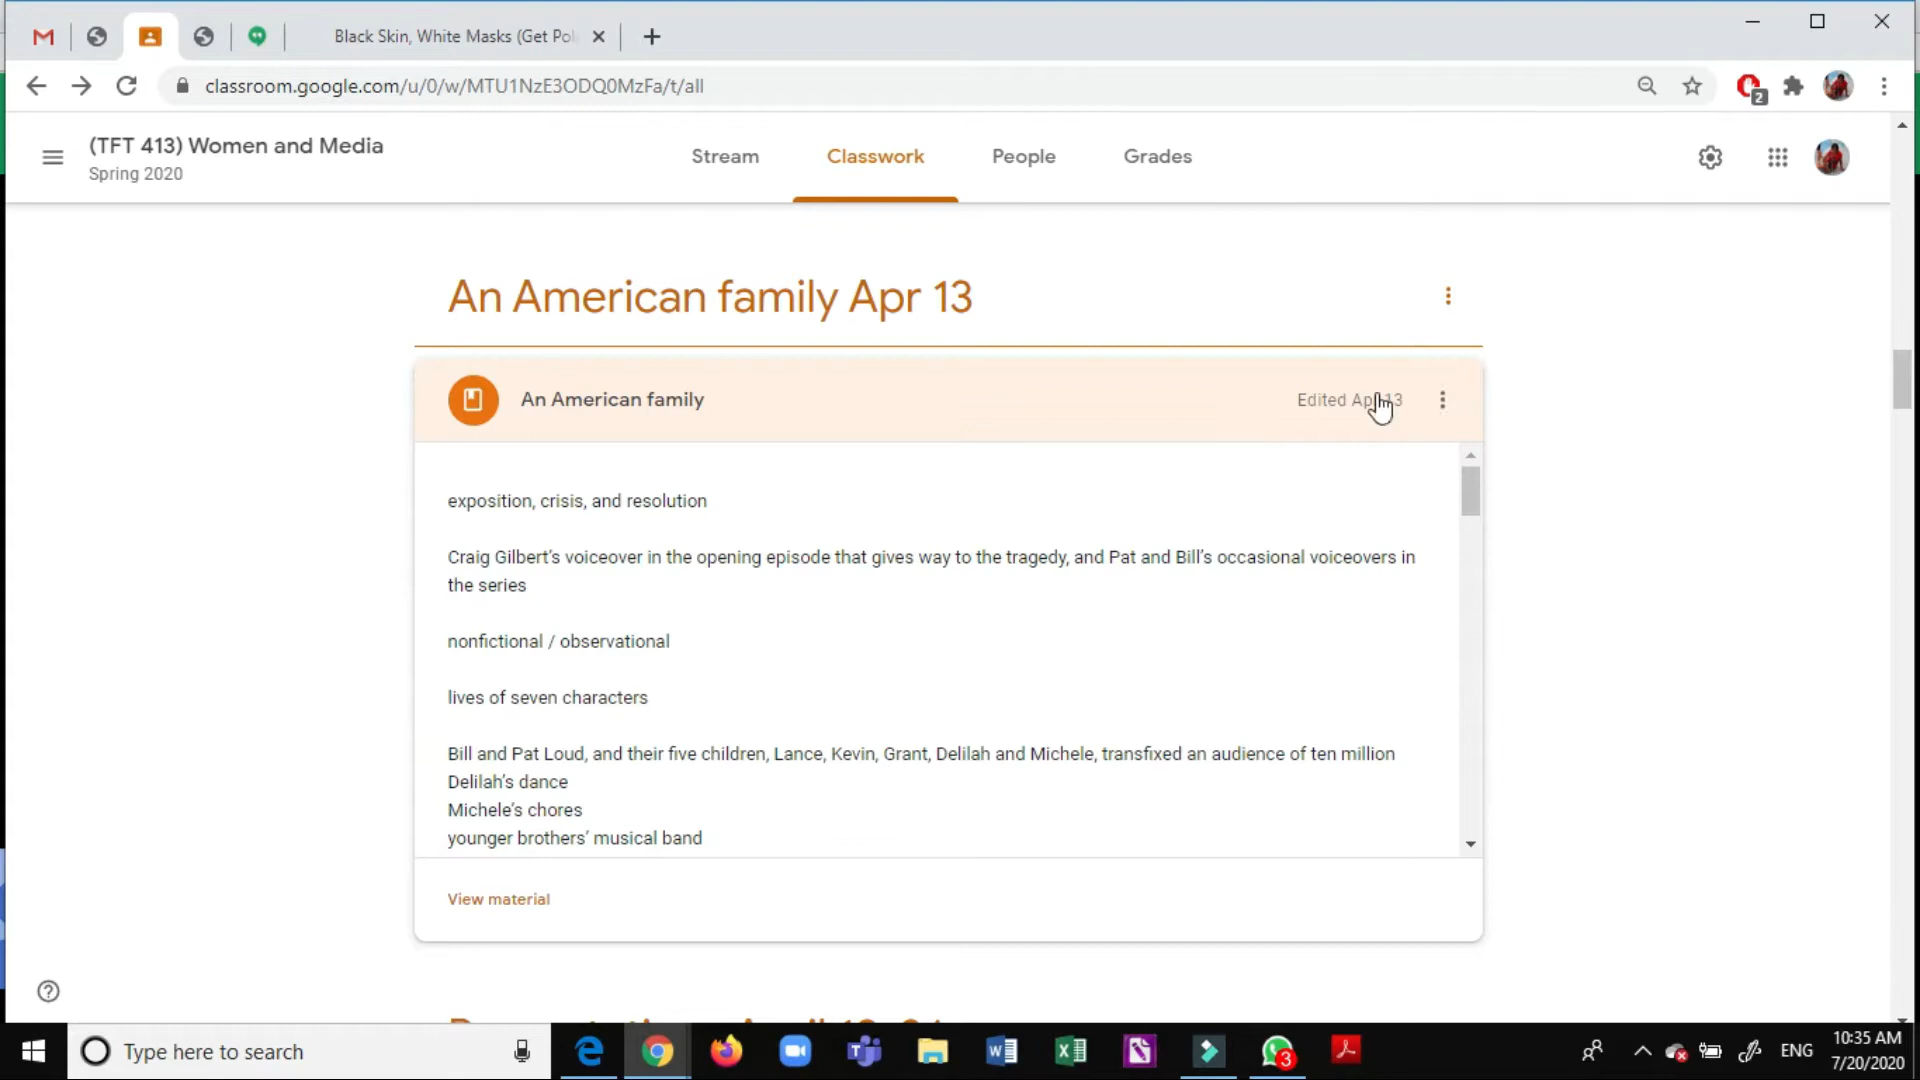 Black Skin, White Masks (Get Pol
classroom.google.com/u/0/w/MTU1NzE3ODQ0MzFa/t/all
2
(TFT 413) Women and Media
Spring 2020
Stream
Classwork
People
Grades
An American family Apr 13
An American family
Edited Apr 13
exposition, crisis, and resolution
Craig Gilbert's voiceover in the opening episode that gives way to the tragedy, and Pat and Bill's occasional voiceovers in
the series
nonfictional / observational
lives of seven characters
Bill and Pat Loud, and their five children, Lance, Kevin, Grant, Delilah and Michele, transfixed an audience of ten million
Delilah's dance
Michele's chores
younger brothers' musical band
View material
Type here to search
3
ENG
10:35 AM
7/20/2020